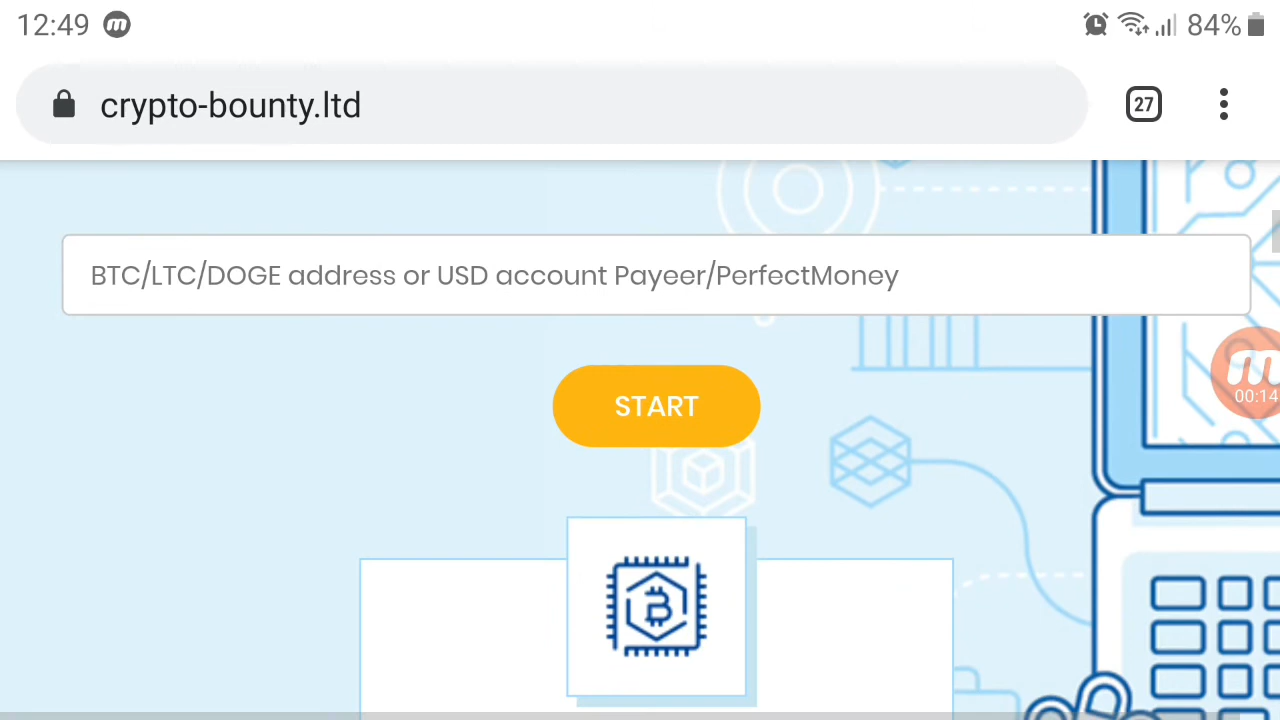 12:49 m 84%
crypto-bounty.ltd 27
BTC/LTC/DOGE address or USD account Payeer/PerfectMoney
START
00:14